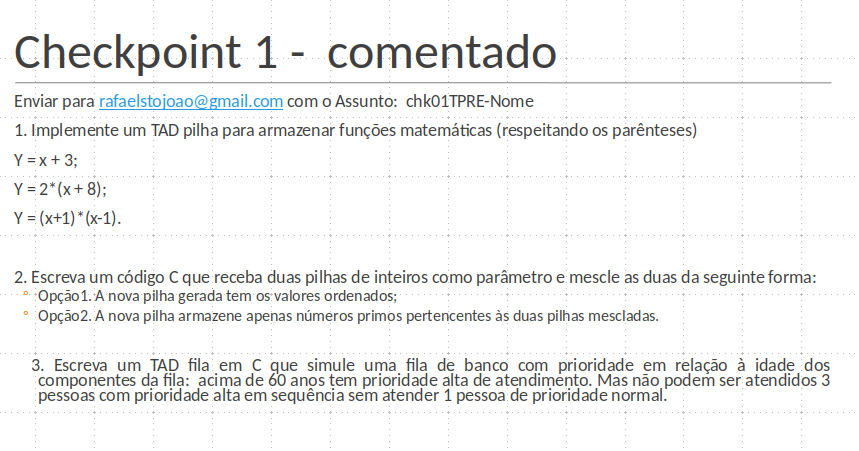 Checkpoint 1 - comentado
Enviar para rafaelstojoao@gmail.com com o Assunto: chk01TPRE-Nome
1. Implemente um TAD pilha para armazenar funções matemáticas (respeitando os parênteses)
Y = x + 3;
Y = 2*(x + 8);
Y = (x+1)*(x-1).
2. Escreva um código C que receba duas pilhas de inteiros como parâmetro e mescle as duas da seguinte forma:
° Opção1. A nova pilha gerada tem os valores ordenados;
° Opção2. A nova pilha armazene apenas números primos pertencentes às duas pilhas mescladas.
3. Escreva um TAD fila em C que simule uma fila de banco com prioridade em relação à idade dos
componentes da fila: acima de 60 anos tem prioridade alta de atendimento. Mas não podem ser atendidos 3
pessoas com prioridade alta em sequência sem atender 1 pessoa de prioridade normal.